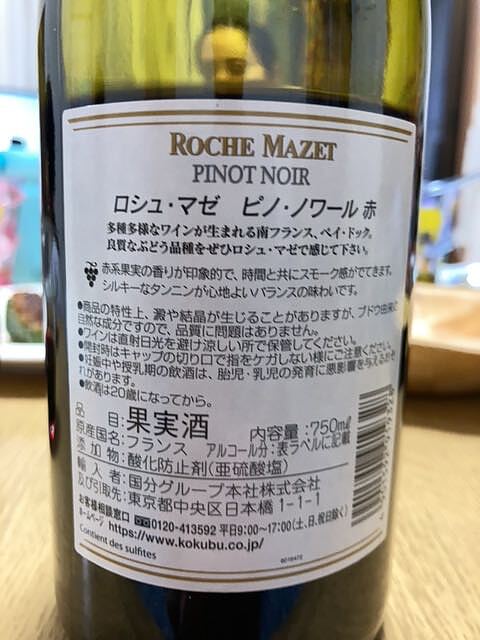 ROCHE MAZET
PINOT NOIR
ロシュ・マゼ ピノ・ノワール 赤
多種多様なワインが生まれる南フランス、ペイ・ドック。
良質なぶどう品種をぜひロシュ・マゼで感じて下さい。
赤系果実の香りが印象的で、時間と共にスモーク感がでてきます。
シルキーなタンニンが心地よいバランスの味わいです。
●商品の特性上、澱や結晶が生じることがありますが、ブドウ由来の
自然な成分ですので、品質に問題はありません。
●ワインは直射日光を避け涼しい所で保管してください。
●開封時はキャップの切り口で指をケガしない様にご注意ください。
●妊娠中や授乳期の飲酒は、胎児・乳児の発育に悪影響を与えるおそ
れがあります。
●飲酒は20歳になってから。
品 目:果実酒 内容量:750ml
原産国名:フランス アルコール分:表ラベルに記載
添加物:酸化防止剤(亜硫酸塩)
輸入者:国分グループ本社株式会社
及び引取先:東京都中央区日本橋1-1-1
お客様相談窓口 0120-413592 平日9:00〜17:00(土、日、祝日除く)
ホームページ https://www.kokubu.co.jp/
Contient des sulfites